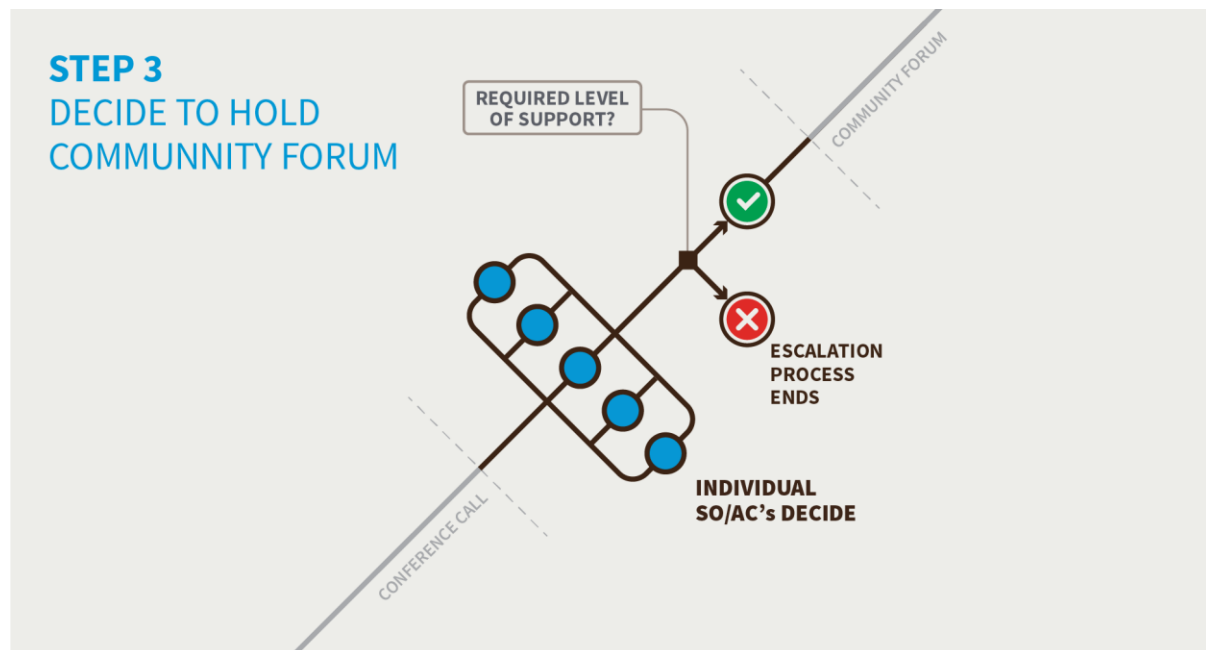 STEP 3
DECIDE TO HOLD
COMMUNNITY FORUM
REQUIRED LEVEL
OF SUPPORT?
COMMUNITY FORUM
ESCALATION
PROCESS
ENDS
INDIVIDUAL
SO/AC’s DECIDE
CONFERENCE CALL